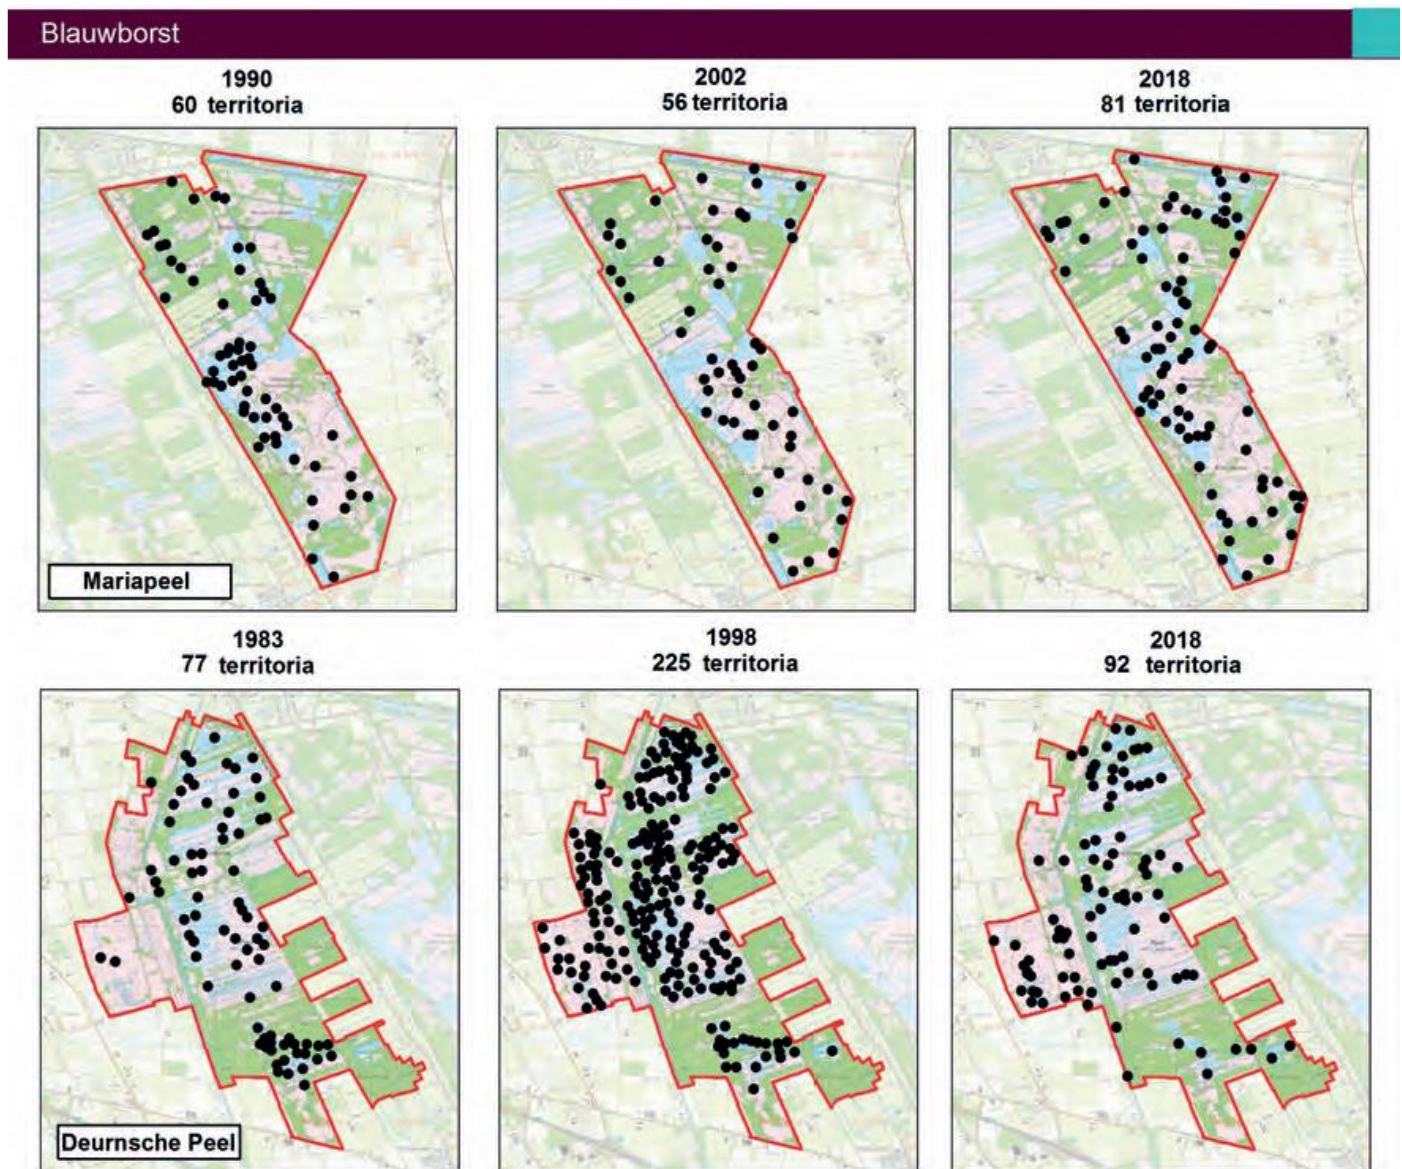 Blauwborst
1990
60 territoria
2002
56 territoria
2018
81 territoria
Mariapeel
1983
77 territoria
1998
225 territoria
2018
92 territoria
Deurnsche Peel